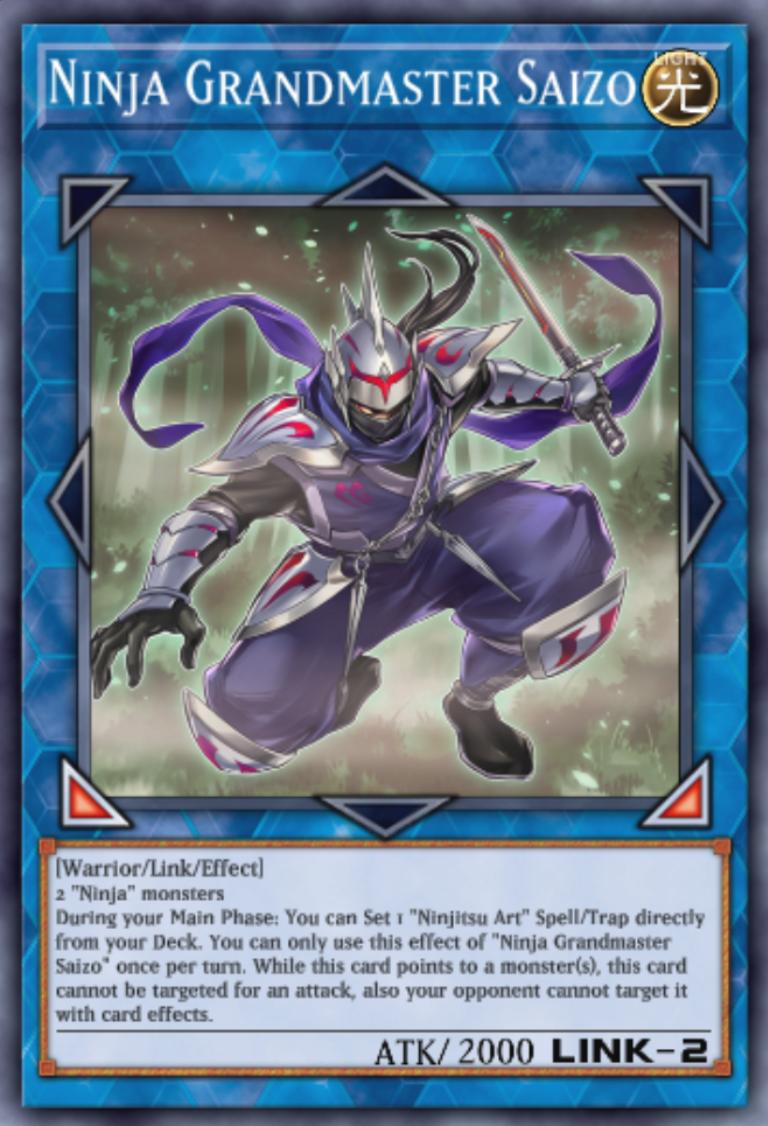 Ninja Grandmaster Saizo
LIGHT
光
[Warrior/Link/Effect]
2 "Ninja" monsters
During your Main Phase: You can Set 1 "Ninjitsu Art" Spell/Trap directly
from your Deck. You can only use this effect of "Ninja Grandmaster
Saizo" once per turn. While this card points to a monster(s), this card
cannot be targeted for an attack, also your opponent cannot target it
with card effects.
ATK/ 2000 LINK-2